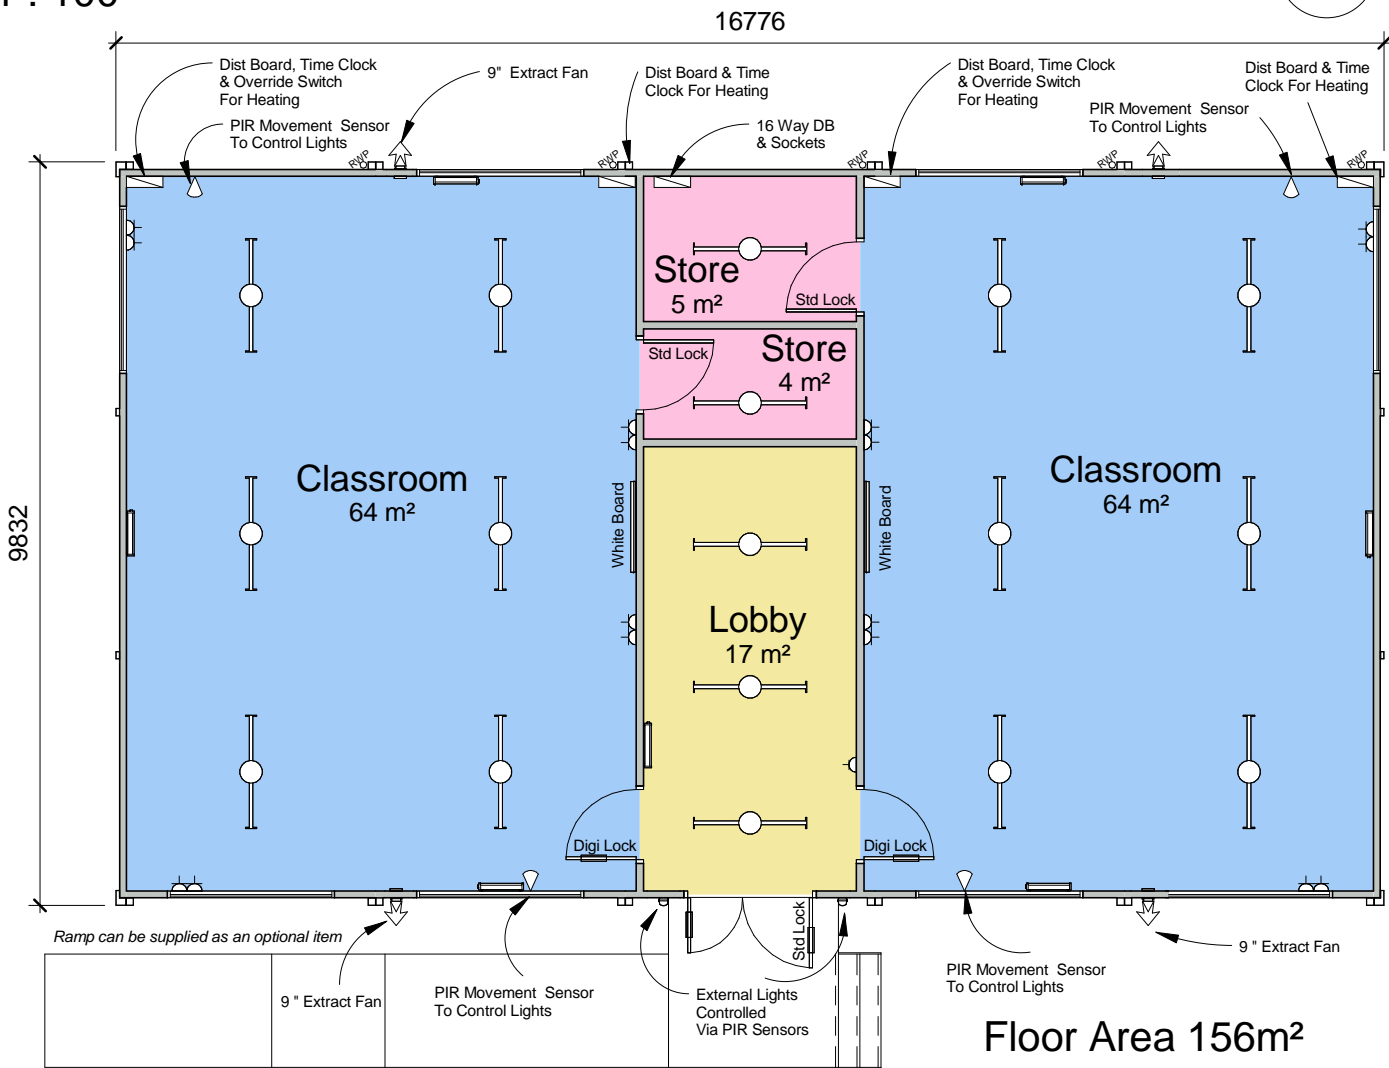 16776
Dist Board, Time Clock
& Override Switch
For Heating
9" Extract Fan
Dist Board & Time
Clock For Heating
Dist Board, Time Clock
& Override Switch
For Heating
Dist Board & Time
Clock For Heating
PIR Movement Sensor
To Control Lights
16 Way DB
& Sockets
PIR Movement Sensor
To Control Lights
RWP
RWP
RWP
RWP
RWP
Store
5 m²
Std Lock
Std Lock
Store
4 m²
Classroom
64 m²
Classroom
64 m²
9832
White Board
White Board
Lobby
17 m²
Digi Lock
Digi Lock
Std Lock
Ramp can be supplied as an optional item
9 " Extract Fan
PIR Movement Sensor
To Control Lights
External Lights
Controlled
Via PIR Sensors
PIR Movement Sensor
To Control Lights
9 " Extract Fan
Floor Area 156m²